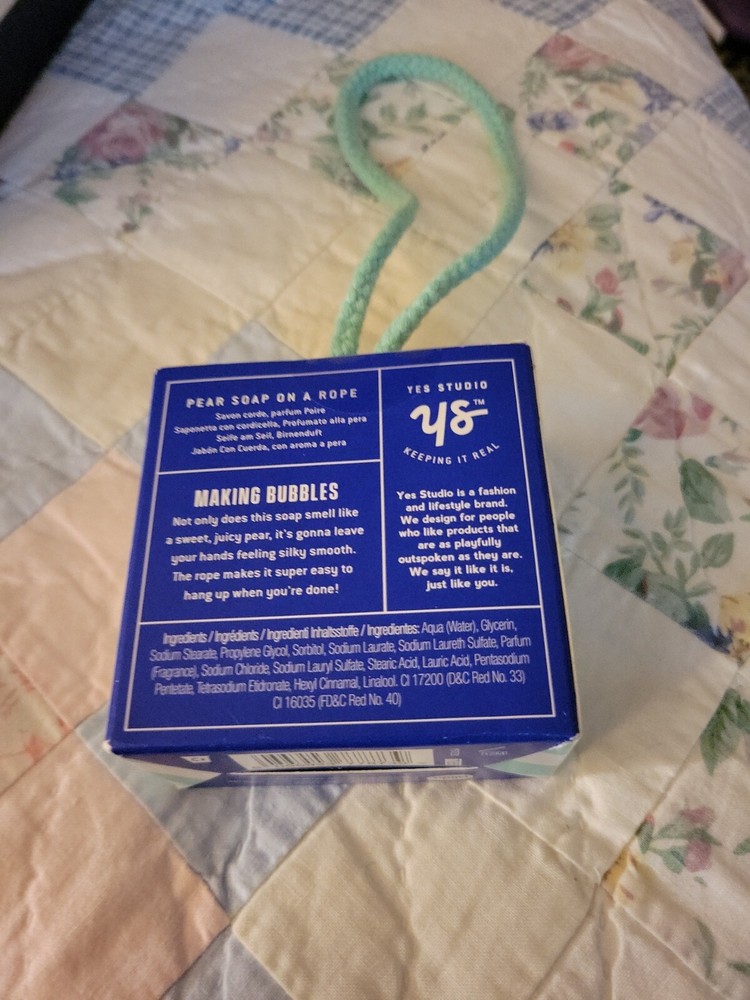 PEAR SOAP ON A ROPE
Savon corde, parfum Poire
Saponetta con cordicella, Profumato alla pera
Seife am Seil, Birnenduft
Jabón Con Cuerda, con aroma a pera
MAKING BUBBLES
Not only does this soap smell like
a sweet, juicy pear, it's gonna leave
your hands feeling silky smooth.
The rope makes it super easy to
hang up when you're done!
YES STUDIO
ys™
KEEPING IT REAL
Yes Studio is a fashion
and lifestyle brand.
We design for people
who like products that
are as playfully
outspoken as they are.
We say it like it is,
just like you.
Ingredients / Ingrédients / Ingredienti Inhaltsstoffe / Ingredientes: Aqua (Water), Glycerin,
Sodium Stearate, Propylene Glycol, Sorbitol, Sodium Laurate, Sodium Laureth Sulfate, Parfum
(Fragrance), Sodium Chloride, Sodium Lauryl Sulfate, Stearic Acid, Lauric Acid, Pentasodium
Pentetate, Tetrasodium Etidronate, Hexyl Cinnamal, Linalool. CI 17200 (D&C Red No. 33)
CI 16035 (FD&C Red No. 40)